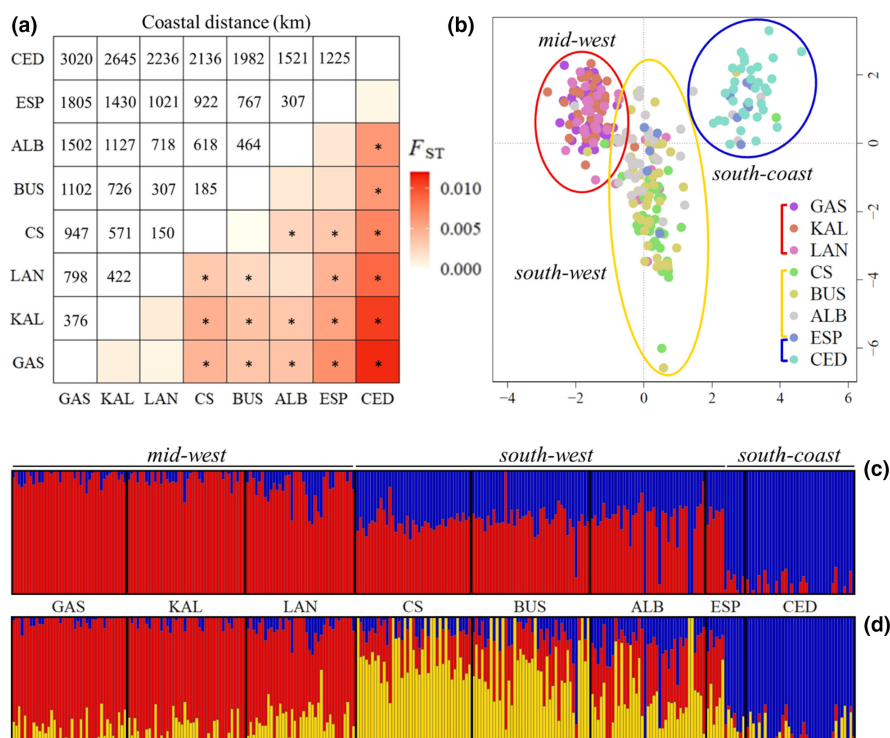 (a)
Coastal distance (km)
CED 3020 2645 2236 2136 1982 1521 1225
ESP 1805 1430 1021 922 767 307
ALB 1502 1127 718 618 464 *
BUS 1102 726 307 185 *
CS 947 571 150 * * *
LAN 798 422 * * * *
KAL 376 * * * * *
GAS * * * * *
GAS KAL LAN CS BUS ALB ESP CED
FST
0.010
0.005
0.000
(b)
mid-west
south-west
south-coast
GAS
KAL
LAN
CS
BUS
ALB
ESP
CED
2
0
−2
−4
−6
−4 −2 0 2 4 6
mid-west south-west south-coast
(c)
GAS KAL LAN CS BUS ALB ESP CED
(d)